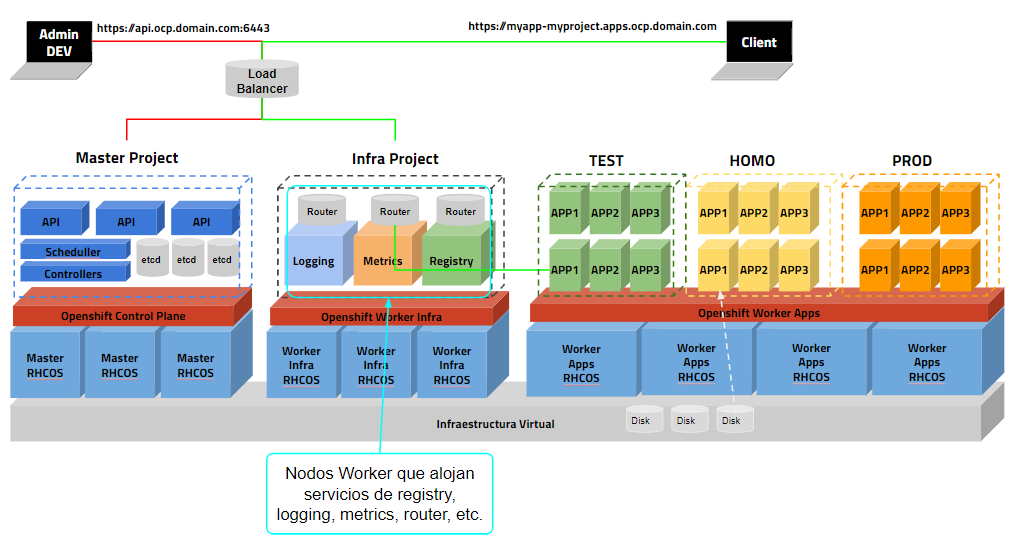 Admin
DEV
https://api.ocp.domain.com:6443
https://myapp-myproject.apps.ocp.domain.com
Client
Load
Balancer
Master Project
Infra Project
TEST
HOMO
PROD
API
API
API
Scheduller
Controllers
etcd
etcd
etcd
Router
Router
Router
Logging
Metrics
Registry
APP1
APP2
APP3
APP1
APP2
APP3
APP1
APP2
APP3
APP1
APP2
APP3
APP1
APP2
APP3
APP1
APP2
APP3
Openshift Control Plane
Openshift Worker Infra
Openshift Worker Apps
Master
RHCOS
Master
RHCOS
Master
RHCOS
Worker
Infra
RHCOS
Worker
Infra
RHCOS
Worker
Infra
RHCOS
Worker
Apps
RHCOS
Worker
Apps
RHCOS
Worker
Apps
RHCOS
Worker
Apps
RHCOS
Infraestructura Virtual
Disk
Disk
Disk
Nodos Worker que alojan
servicios de registry,
logging, metrics, router, etc.